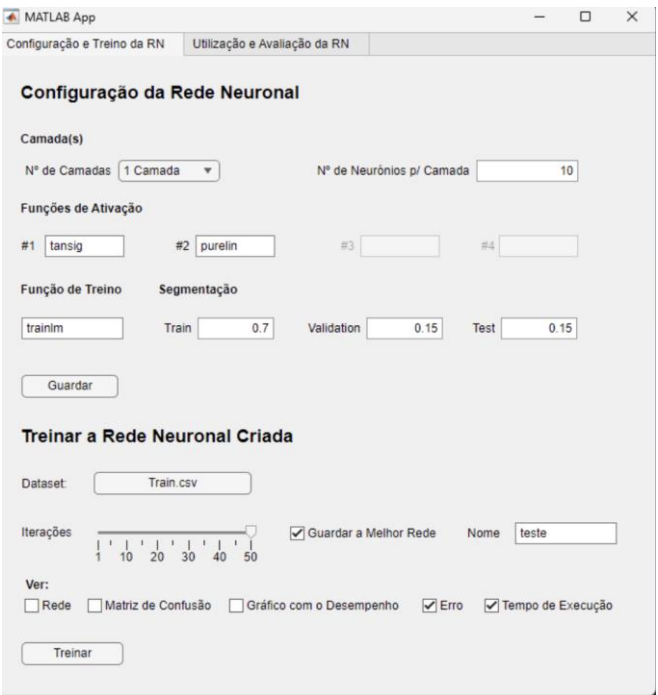 MATLAB App
Configuração e Treino da RN Utilização e Avaliação da RN
Configuração da Rede Neuronal
Camada(s)
Nº de Camadas 1 Camada Nº de Neurónios p/ Camada 10
Funções de Ativação
#1 tansig #2 purelin #3 #4
Função de Treino Segmentação
trainlm Train 0.7 Validation 0.15 Test 0.15
Guardar
Treinar a Rede Neuronal Criada
Dataset: Train.csv
Iterações Guardar a Melhor Rede Nome teste
1 10 20 30 40 50
Ver:
Rede Matriz de Confusão Gráfico com o Desempenho Erro Tempo de Execução
Treinar